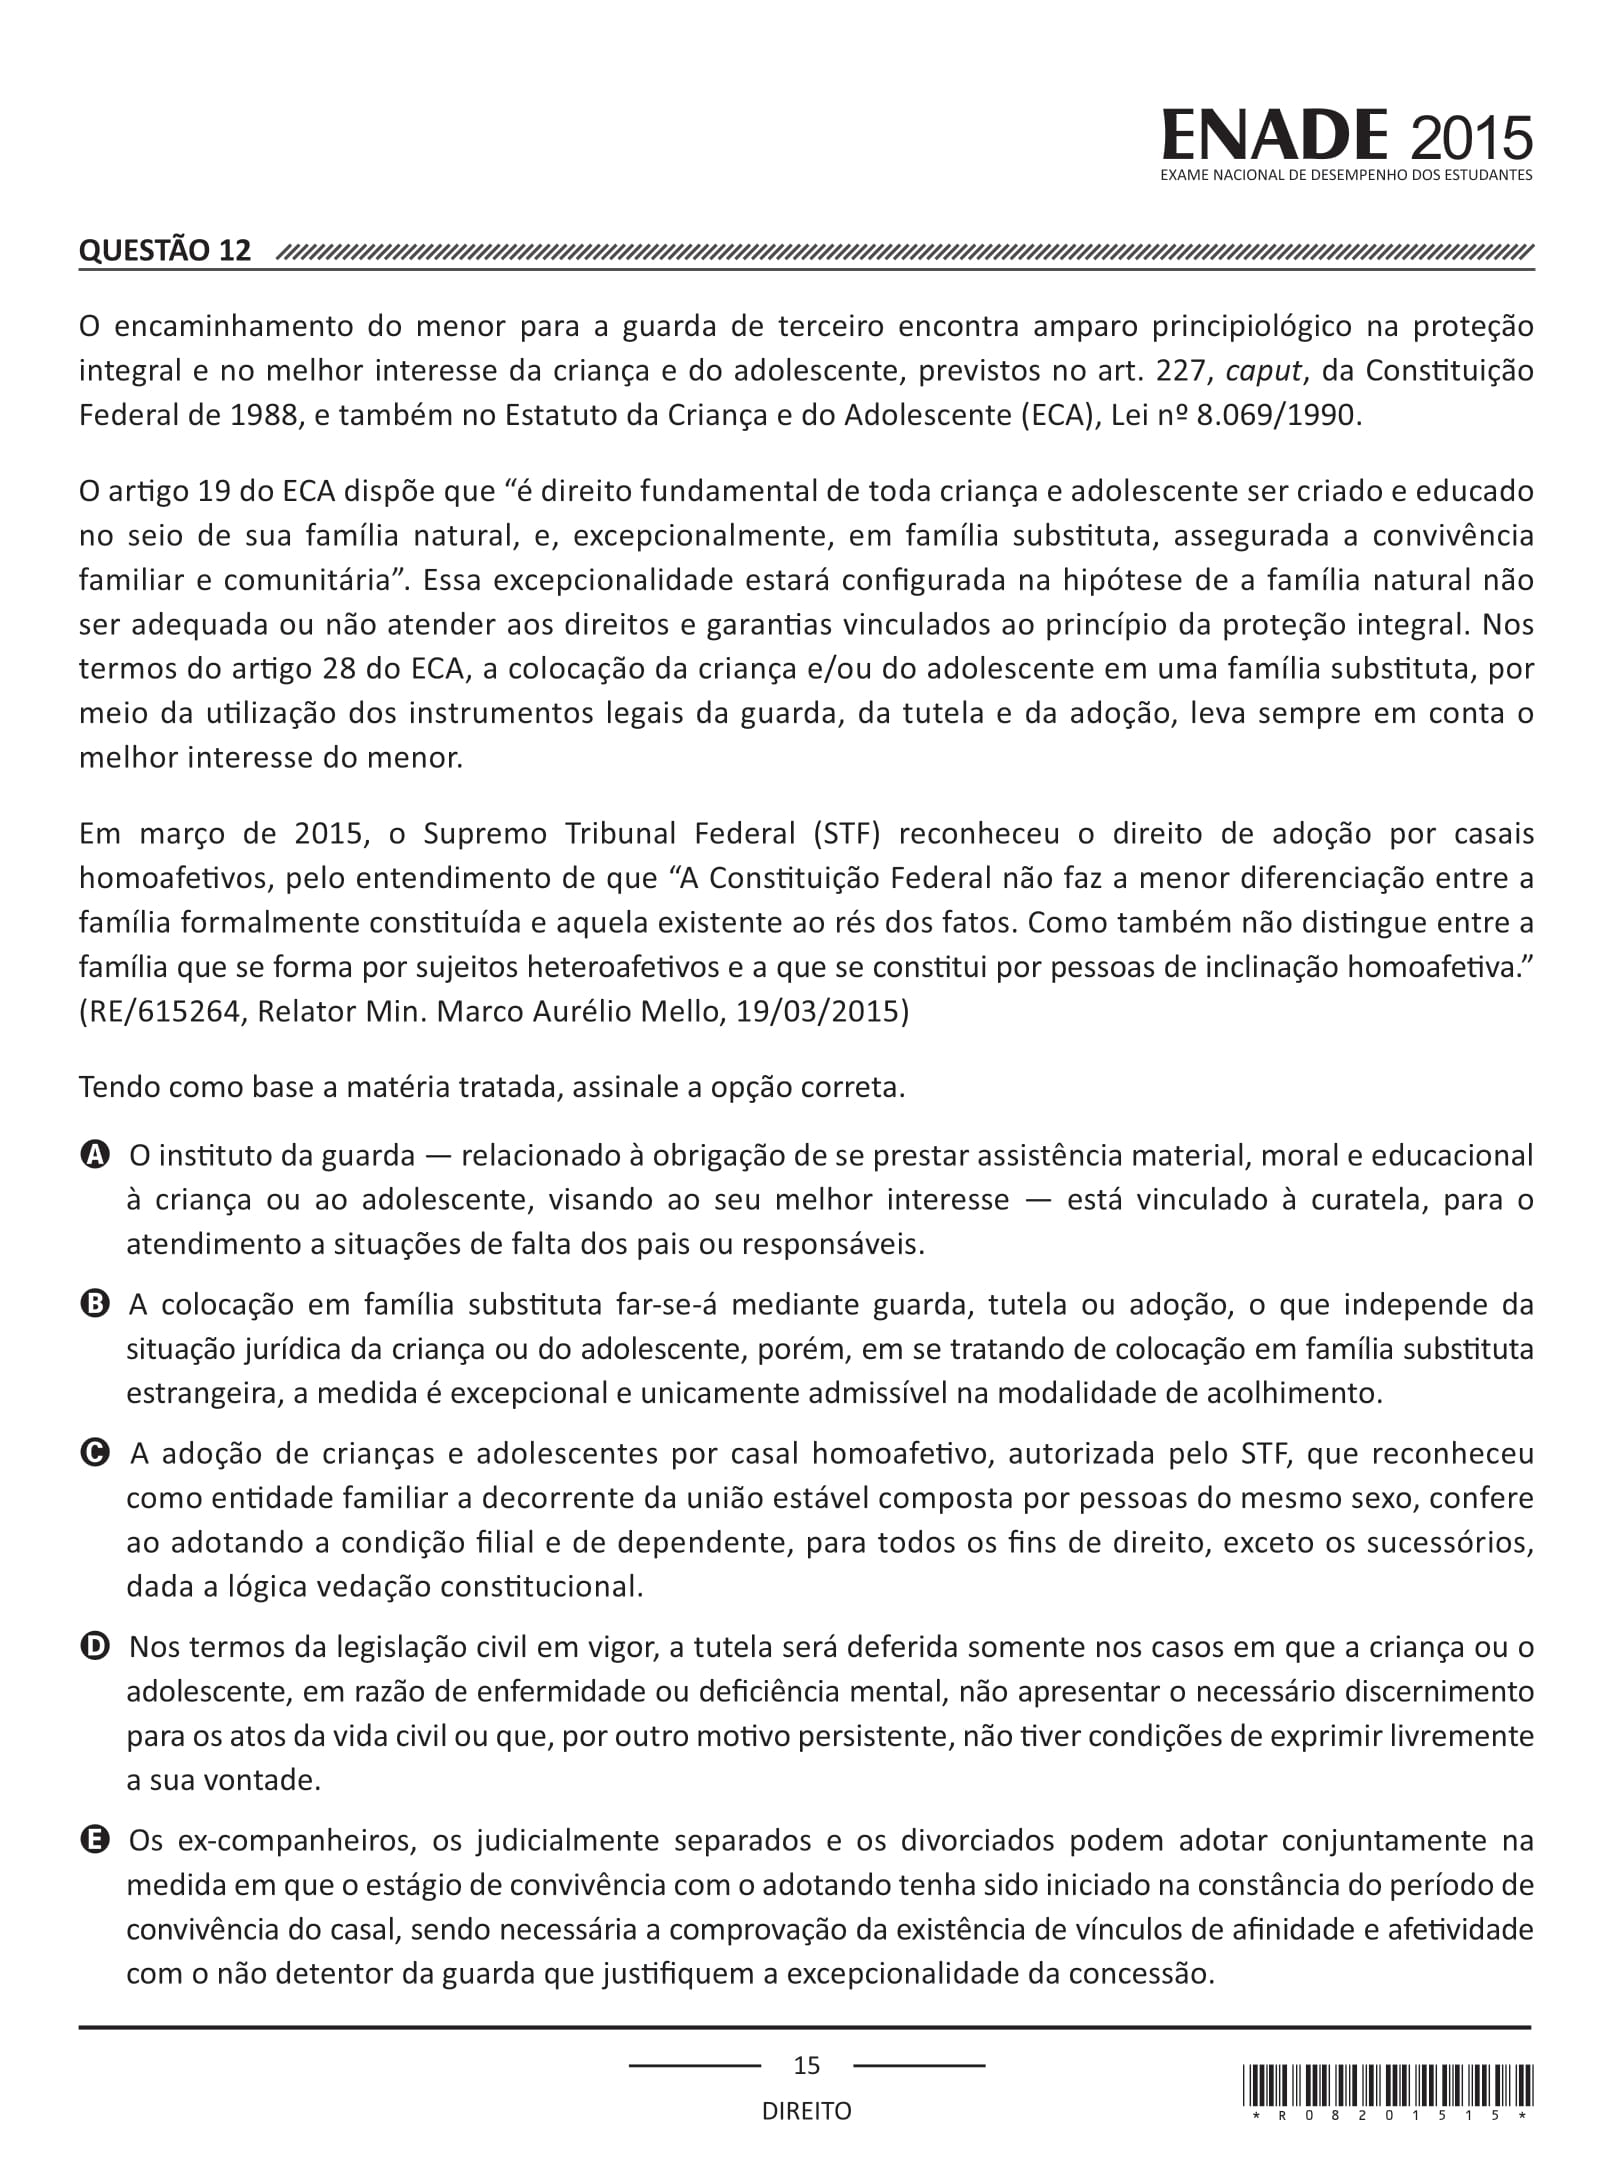 ENADE 2015
EXAME NACIONAL DE DESEMPENHO DOS ESTUDANTES
QUESTÃO 12
O encaminhamento do menor para a guarda de terceiro encontra amparo principiológico na proteção
integral e no melhor interesse da criança e do adolescente, previstos no art. 227, caput, da Constituição
Federal de 1988, e também no Estatuto da Criança e do Adolescente (ECA), Lei nº 8.069/1990.
O artigo 19 do ECA dispõe que “é direito fundamental de toda criança e adolescente ser criado e educado
no seio de sua família natural, e, excepcionalmente, em família substituta, assegurada a convivência
familiar e comunitária”. Essa excepcionalidade estará configurada na hipótese de a família natural não
ser adequada ou não atender aos direitos e garantias vinculados ao princípio da proteção integral. Nos
termos do artigo 28 do ECA, a colocação da criança e/ou do adolescente em uma família substituta, por
meio da utilização dos instrumentos legais da guarda, da tutela e da adoção, leva sempre em conta o
melhor interesse do menor.
Em março de 2015, o Supremo Tribunal Federal (STF) reconheceu o direito de adoção por casais
homoafetivos, pelo entendimento de que “A Constituição Federal não faz a menor diferenciação entre a
família formalmente constituída e aquela existente ao rés dos fatos. Como também não distingue entre a
família que se forma por sujeitos heteroafetivos e a que se constitui por pessoas de inclinação homoafetiva.”
(RE/615264, Relator Min. Marco Aurélio Mello, 19/03/2015)
Tendo como base a matéria tratada, assinale a opção correta.
A O instituto da guarda — relacionado à obrigação de se prestar assistência material, moral e educacional
à criança ou ao adolescente, visando ao seu melhor interesse — está vinculado à curatela, para o
atendimento a situações de falta dos pais ou responsáveis.
B A colocação em família substituta far-se-á mediante guarda, tutela ou adoção, o que independe da
situação jurídica da criança ou do adolescente, porém, em se tratando de colocação em família substituta
estrangeira, a medida é excepcional e unicamente admissível na modalidade de acolhimento.
C A adoção de crianças e adolescentes por casal homoafetivo, autorizada pelo STF, que reconheceu
como entidade familiar a decorrente da união estável composta por pessoas do mesmo sexo, confere
ao adotando a condição filial e de dependente, para todos os fins de direito, exceto os sucessórios,
dada a lógica vedação constitucional.
D Nos termos da legislação civil em vigor, a tutela será deferida somente nos casos em que a criança ou o
adolescente, em razão de enfermidade ou deficiência mental, não apresentar o necessário discernimento
para os atos da vida civil ou que, por outro motivo persistente, não tiver condições de exprimir livremente
a sua vontade.
E Os ex-companheiros, os judicialmente separados e os divorciados podem adotar conjuntamente na
medida em que o estágio de convivência com o adotando tenha sido iniciado na constância do período de
convivência do casal, sendo necessária a comprovação da existência de vínculos de afinidade e afetividade
com o não detentor da guarda que justifiquem a excepcionalidade da concessão.
15
DIREITO
* R 0 8 2 0 1 5 1 5 *